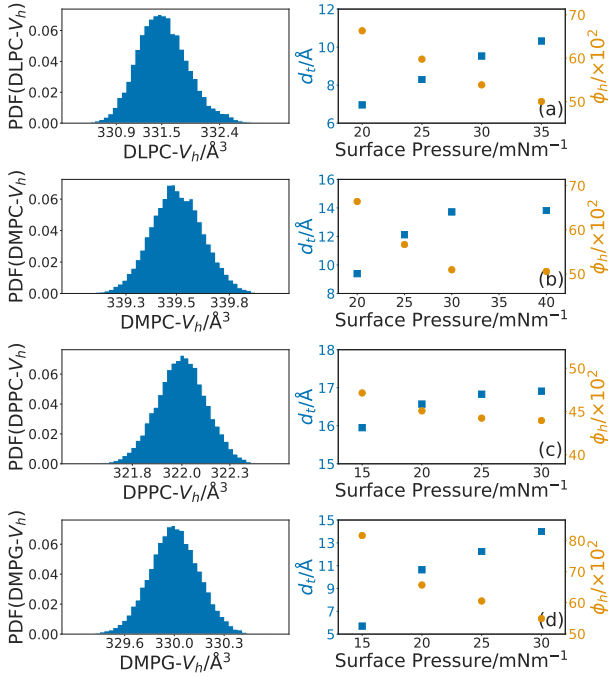 PDF(DLPC-Vh)
0.06
0.04
0.02
0.00
330.9 331.5 332.4
DLPC-Vh/Å³
dt/Å
12
10
8
6
20 25 30 35
Surface Pressure/mNm⁻¹
70
60
50
ϕh/×10²
(a)
PDF(DMPC-Vh)
0.06
0.04
0.02
0.00
339.3 339.5 339.8
DMPC-Vh/Å³
dt/Å
16
14
12
10
8
20 25 30 35 40
Surface Pressure/mNm⁻¹
70
60
50
ϕh/×10²
(b)
PDF(DPPC-Vh)
0.06
0.04
0.02
0.00
321.8 322.0 322.3
DPPC-Vh/Å³
dt/Å
18
17
16
15
15 20 25 30
Surface Pressure/mNm⁻¹
50
45
40
ϕh/×10²
(c)
PDF(DMPG-Vh)
0.06
0.04
0.02
0.00
329.6 330.0 330.5
DMPG-Vh/Å³
dt/Å
15
13
11
9
7
5
15 20 25 30
Surface Pressure/mNm⁻¹
80
70
60
50
ϕh/×10²
(d)